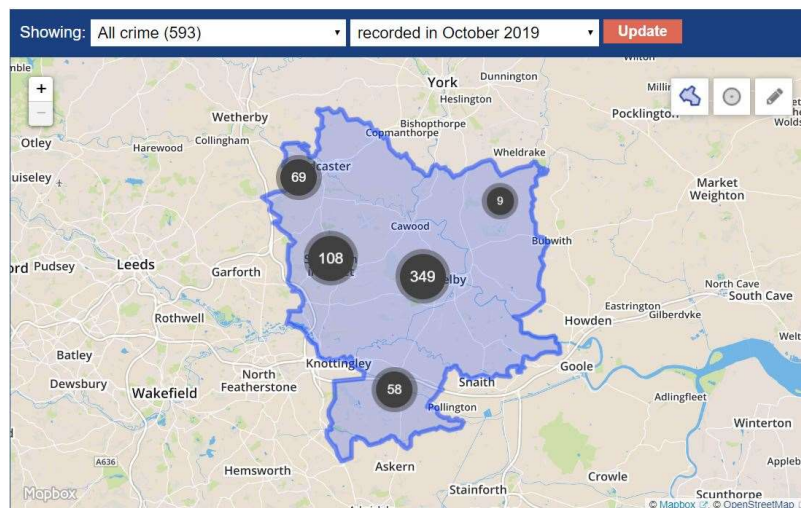 Showing: All crime (593) recorded in October 2019 Update
York
Dunnington
Heslington
Wetherby
Bishopthorpe
Copmanthorpe
Pocklington
Otley
Harewood
Collingham
Wheldrake
69
9
Market
Weighton
Cawood
Bubwith
Pudsey
Leeds
Garforth
108
349
North Cave
South Cave
Eastrington
Gilberdyke
Howden
Rothwell
Batley
Knottingley
Goole
Dewsbury
North
Featherstone
Snaith
58
Wakefield
Pollington
Adlingfleet
Winterton
A636
Hemsworth
Askern
Crowle
Stainforth
Scunthorpe
Mapbox
© Mapbox © OpenStreetMap